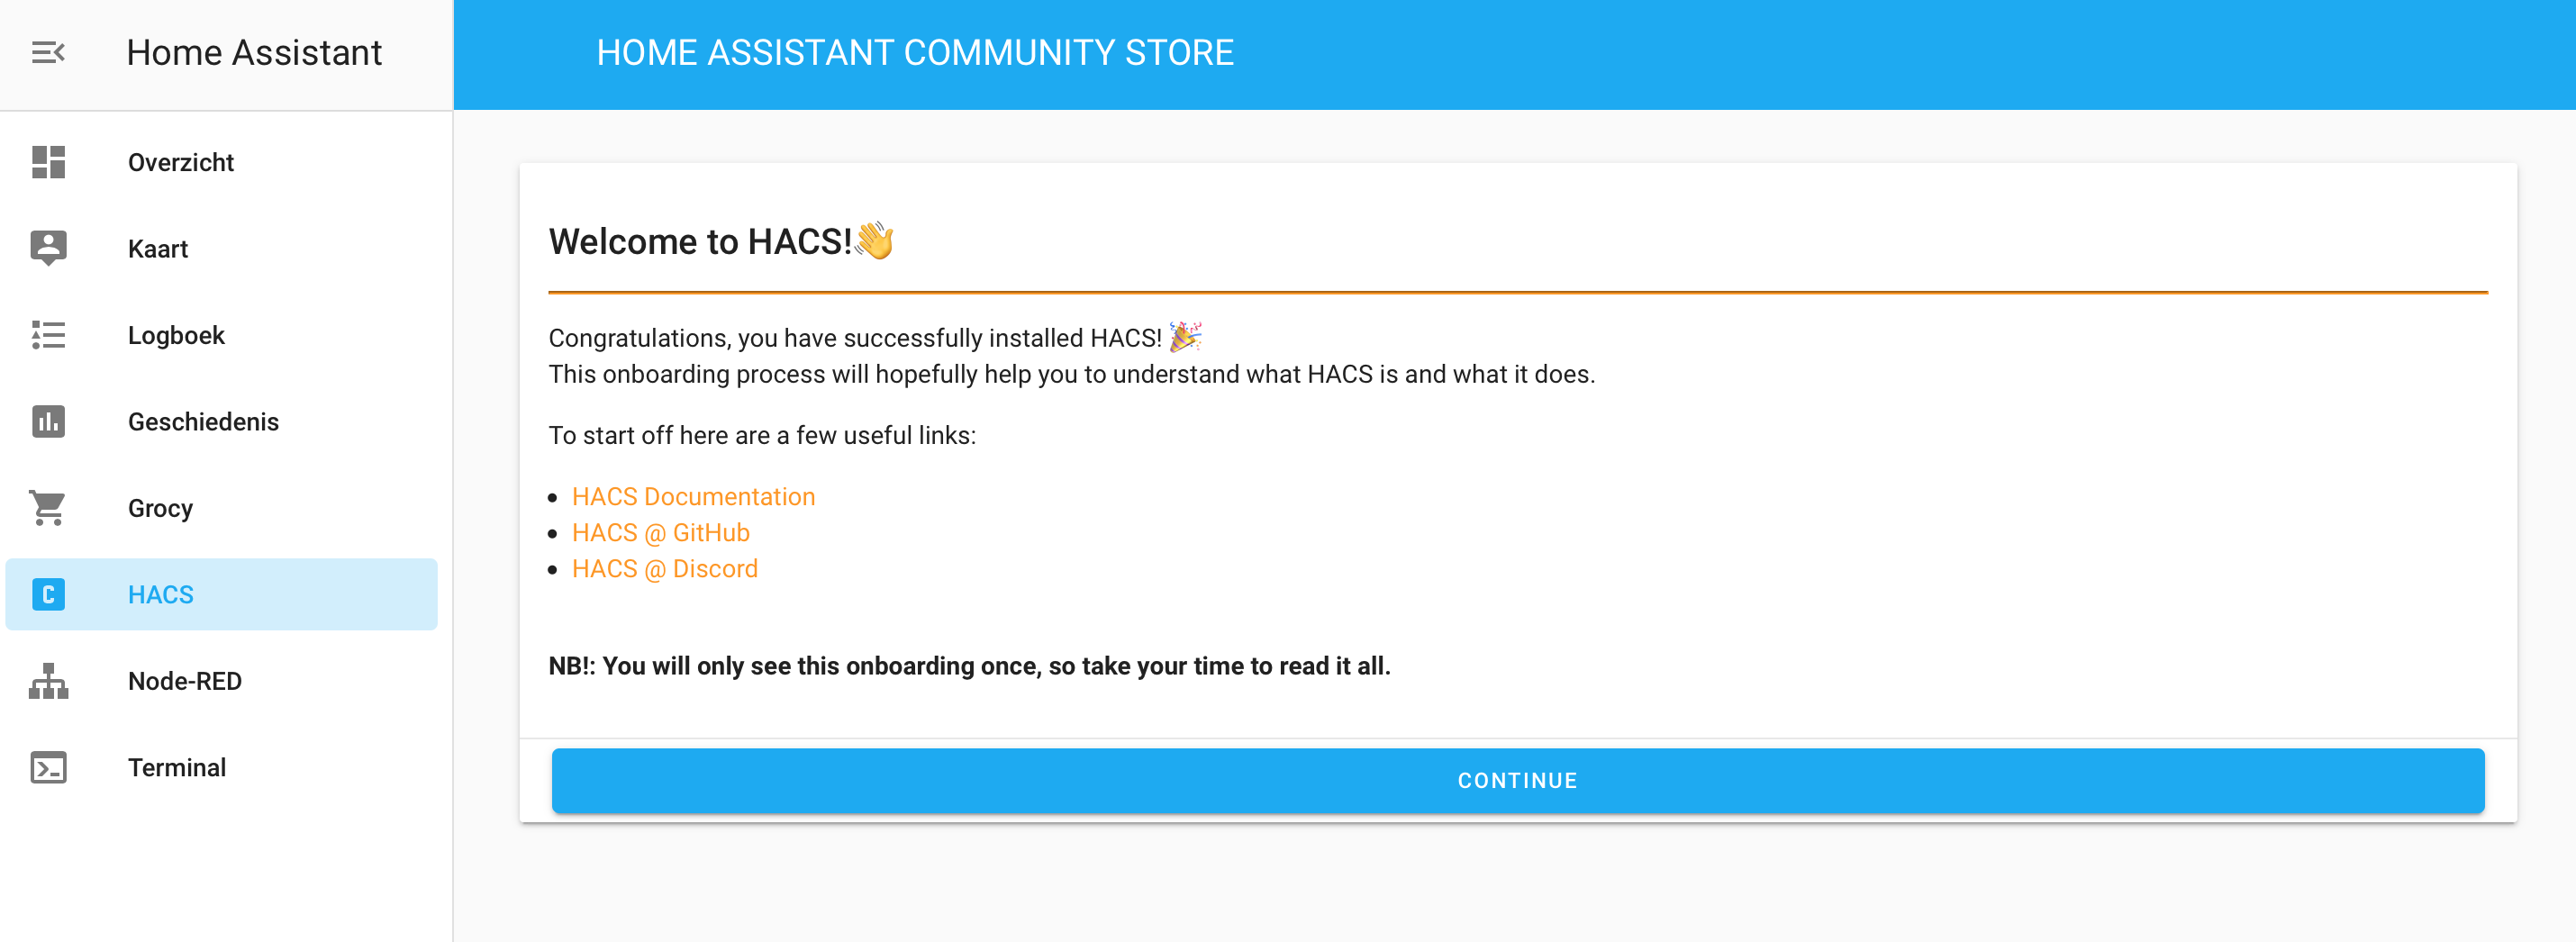 Home Assistant
HOME ASSISTANT COMMUNITY STORE
Overzicht
Kaart
Logboek
Geschiedenis
Grocy
HACS
Node-RED
Terminal
Welcome to HACS!👋
Congratulations, you have successfully installed HACS! 🎉
This onboarding process will hopefully help you to understand what HACS is and what it does.
To start off here are a few useful links:
• HACS Documentation
• HACS @ GitHub
• HACS @ Discord
NB!: You will only see this onboarding once, so take your time to read it all.
CONTINUE